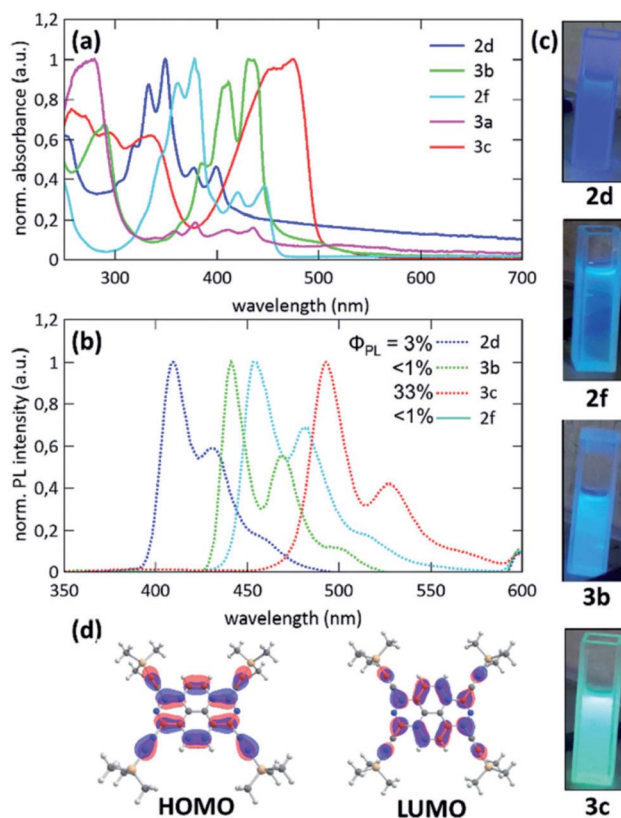 (a)
norm. absorbance (a.u.)
1,2
1
0,8
0,6
0,4
0,2
0
2d
3b
2f
3a
3c
300 400 500 600 700
wavelength (nm)
(b)
norm. PL intensity (a.u.)
1,2
1
0,8
0,6
0,4
0,2
0
ΦPL = 3% 2d
<1% 3b
33% 3c
<1% 2f
350 400 450 500 550 600
wavelength (nm)
(c)
2d
2f
3b
3c
(d)
HOMO LUMO